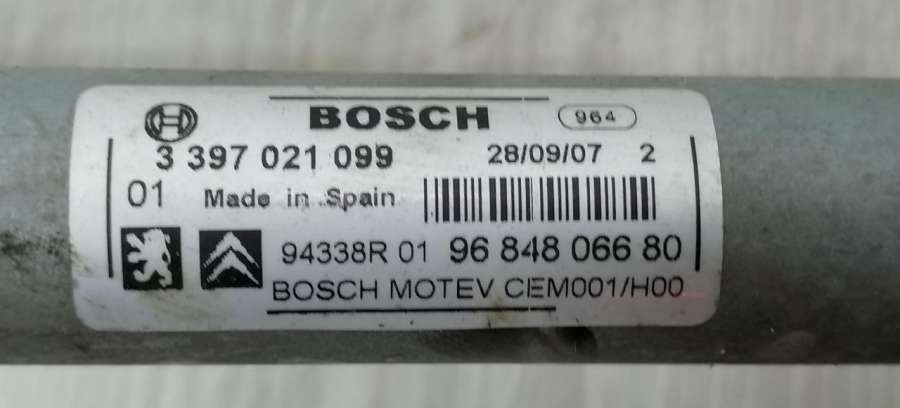 BOSCH 964
3 397 021 099 28/09/07 2
01 Made in Spain
94338R 01 96 848 066 80
BOSCH MOTEV CEM001/H00